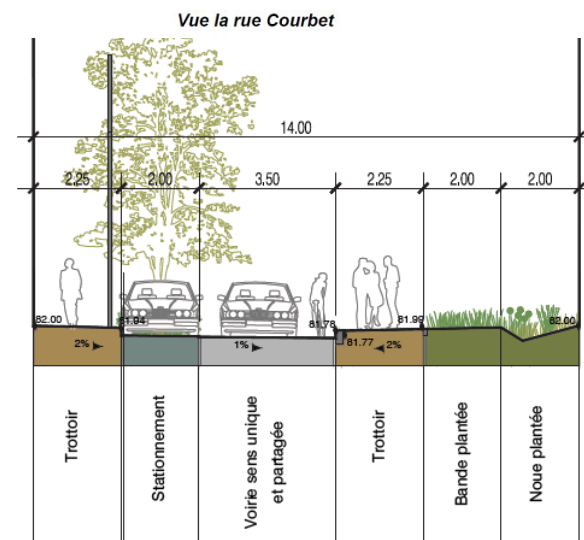 Vue la rue Courbet
14.00
2.25 2.00 3.50 2.25 2.00 2.00
82.00 81.94 81.78 81.99 82.00
2% 1% 81.77 2%
Trottoir
Stationnement
Voirie sens unique
et partagée
Trottoir
Bande plantée
Noue plantée